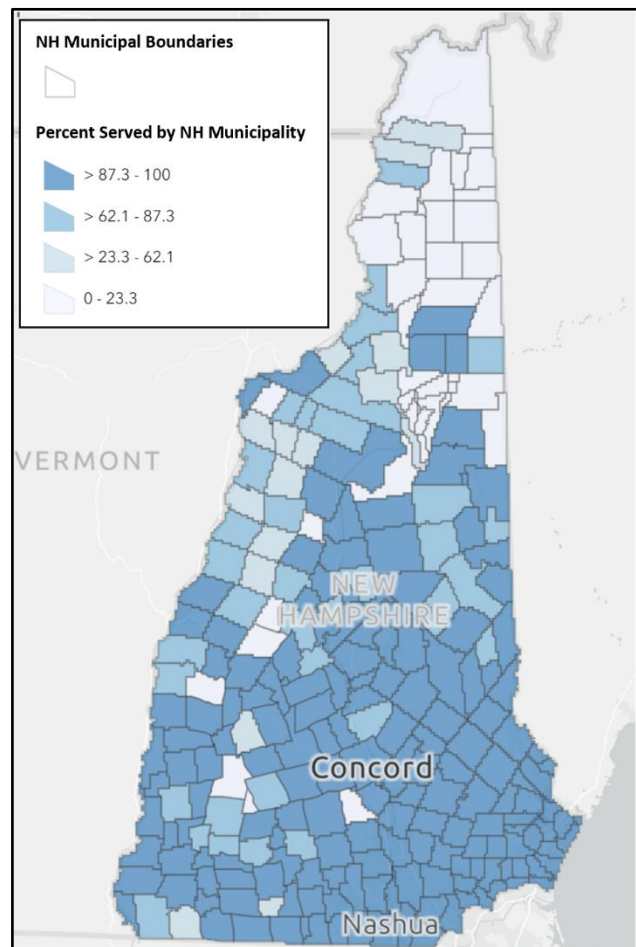 NH Municipal Boundaries
Percent Served by NH Municipality
> 87.3 - 100
> 62.1 - 87.3
> 23.3 - 62.1
0 - 23.3
VERMONT
NEW
HAMPSHIRE
Concord
Nashua